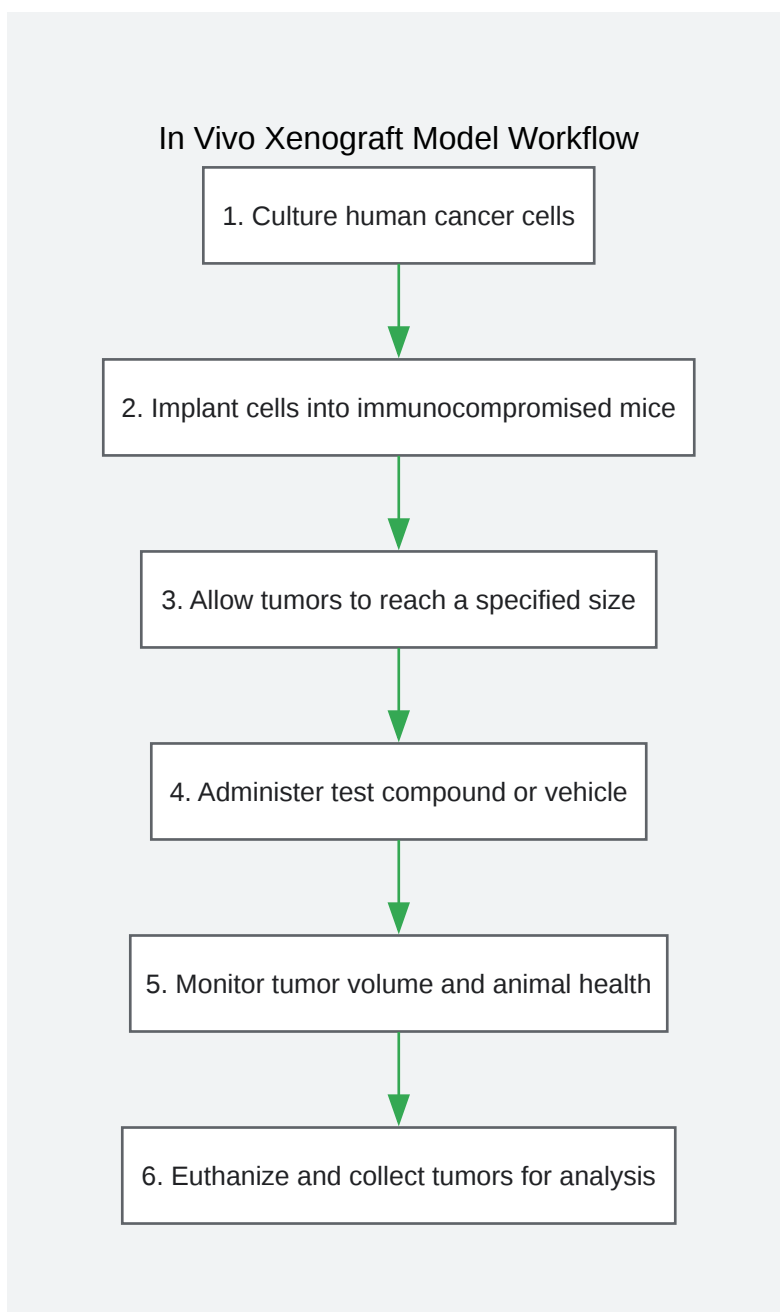 In Vivo Xenograft Model Workflow
1. Culture human cancer cells
2. Implant cells into immunocompromised mice
3. Allow tumors to reach a specified size
4. Administer test compound or vehicle
5. Monitor tumor volume and animal health
6. Euthanize and collect tumors for analysis